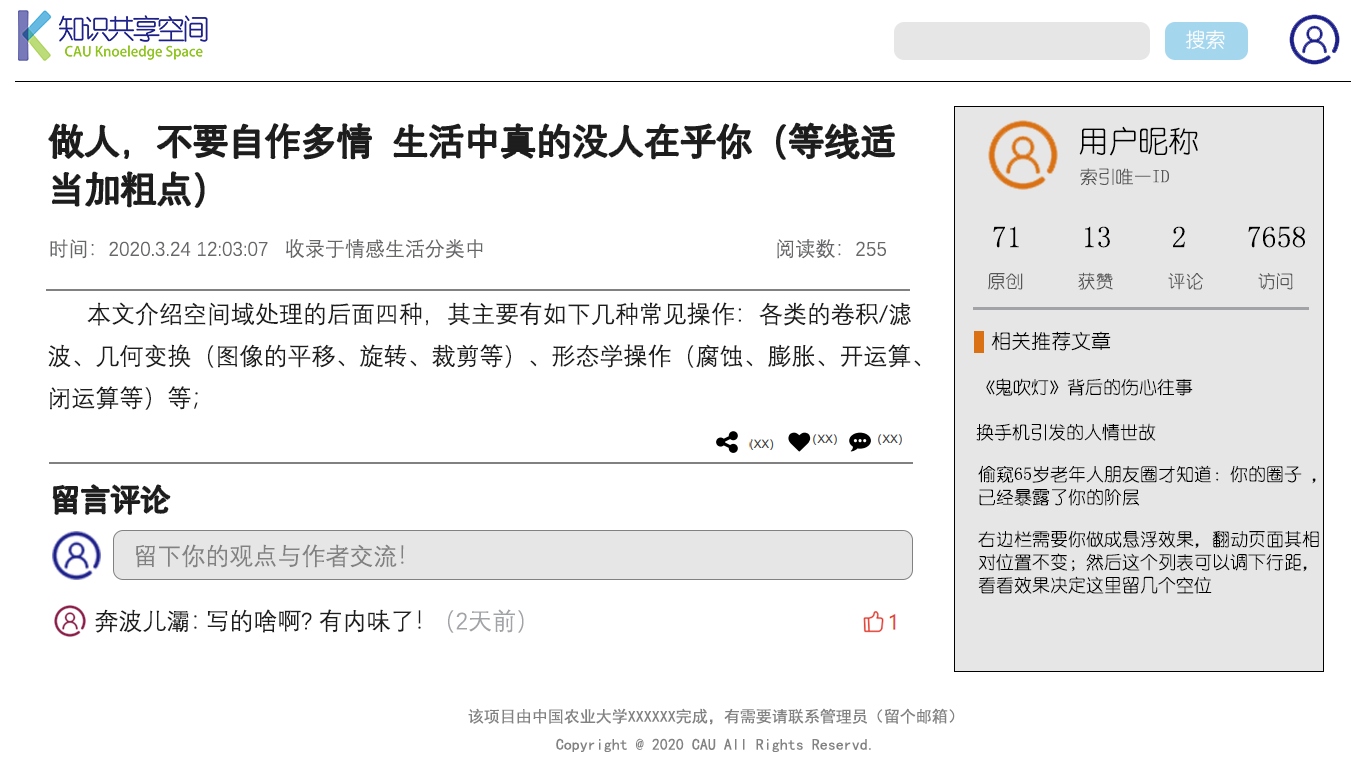 知识共享空间
CAU Knoeledge Space
搜索
做人，不要自作多情 生活中真的没人在乎你（等线适
当加粗点）
时间：2020.3.24 12:03:07 收录于情感生活分类中
阅读数：255
本文介绍空间域处理的后面四种，其主要有如下几种常见操作：各类的卷积/滤
波、几何变换（图像的平移、旋转、裁剪等）、形态学操作（腐蚀、膨胀、开运算、
闭运算等）等；
(XX) (XX) (XX)
留言评论
留下你的观点与作者交流！
奔波儿灞: 写的啥啊? 有内味了！（2天前）
1
用户昵称
索引唯一ID
71 13 2 7658
原创 获赞 评论 访问
相关推荐文章
《鬼吹灯》背后的伤心往事
换手机引发的人情世故
偷窥65岁老年人朋友圈才知道：你的圈子，
已经暴露了你的阶层
右边栏需要你做成悬浮效果，翻动页面其相
对位置不变；然后这个列表可以调下行距，
看看效果决定这里留几个空位
该项目由中国农业大学XXXXXX完成，有需要请联系管理员（留个邮箱）
Copyright @ 2020 CAU All Rights Reservd.